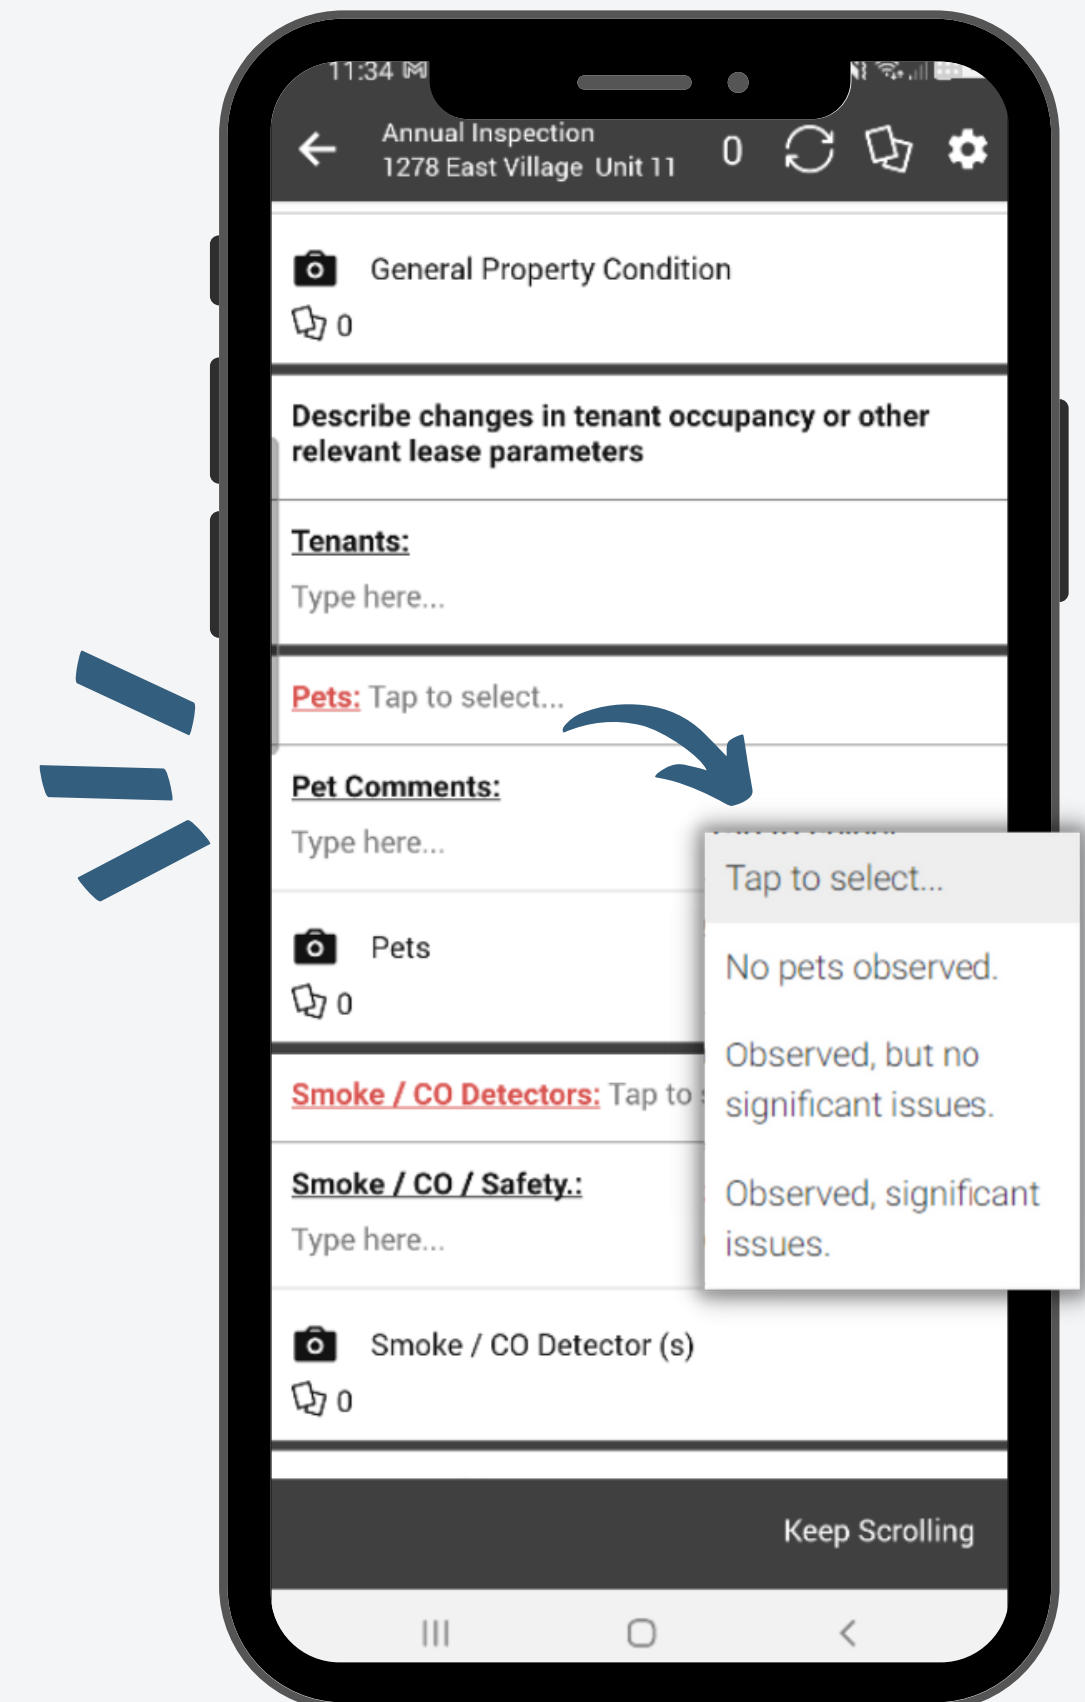 11:34
Annual Inspection
1278 East Village Unit 11
0
General Property Condition
0
Describe changes in tenant occupancy or other
relevant lease parameters
Tenants:
Type here...
Pets: Tap to select...
Pet Comments:
Type here...
Pets
0
Smoke / CO Detectors: Tap to
Smoke / CO / Safety.:
Type here...
Smoke / CO Detector (s)
0
Tap to select...
No pets observed.
Observed, but no
significant issues.
Observed, significant
issues.
Keep Scrolling